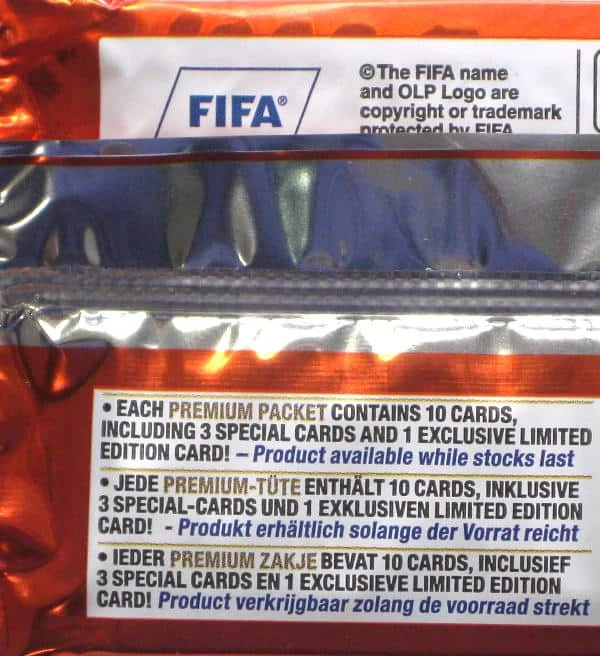 FIFA®
©The FIFA name
and OLP Logo are
copyright or trademark
protected by FIFA
• EACH PREMIUM PACKET CONTAINS 10 CARDS,
INCLUDING 3 SPECIAL CARDS AND 1 EXCLUSIVE LIMITED
EDITION CARD! – Product available while stocks last
• JEDE PREMIUM-TÜTE ENTHÄLT 10 CARDS, INKLUSIVE
3 SPECIAL-CARDS UND 1 EXKLUSIVEN LIMITED EDITION
CARD! - Produkt erhältlich solange der Vorrat reicht
• IEDER PREMIUM ZAKJE BEVAT 10 CARDS, INCLUSIEF
3 SPECIAL CARDS EN 1 EXCLUSIEVE LIMITED EDITION
CARD! Product verkrijgbaar zolang de voorraad strekt